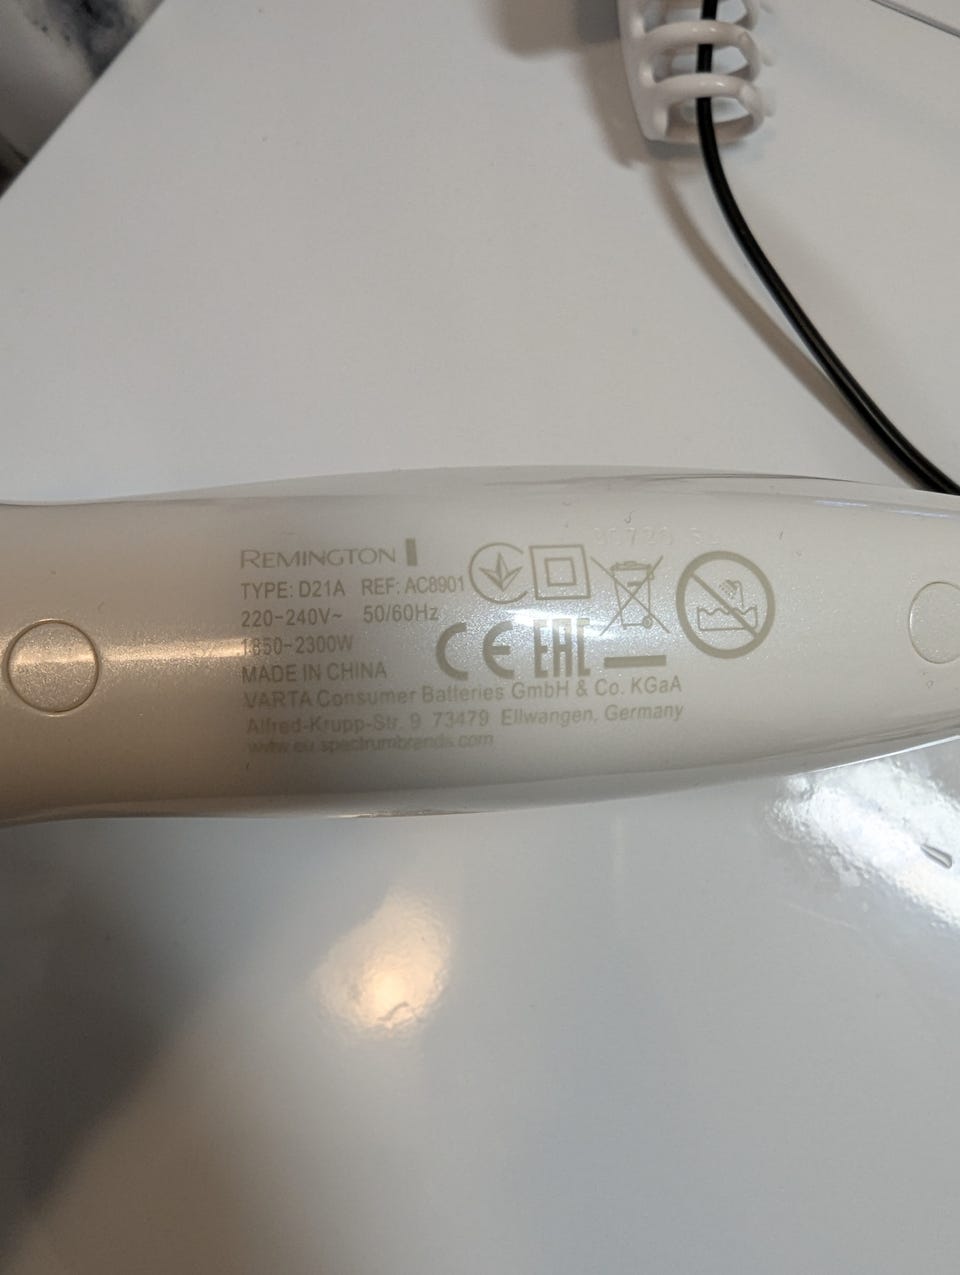 REMINGTON
TYPE: D21A REF: AC8901
220-240V~ 50/60Hz
1850-2300W
MADE IN CHINA
CE EAC
VARTA Consumer Batteries GmbH & Co. KGaA
Alfred-Krupp-Str. 9 73479 Ellwangen, Germany
www.eu.spectrumbrands.com